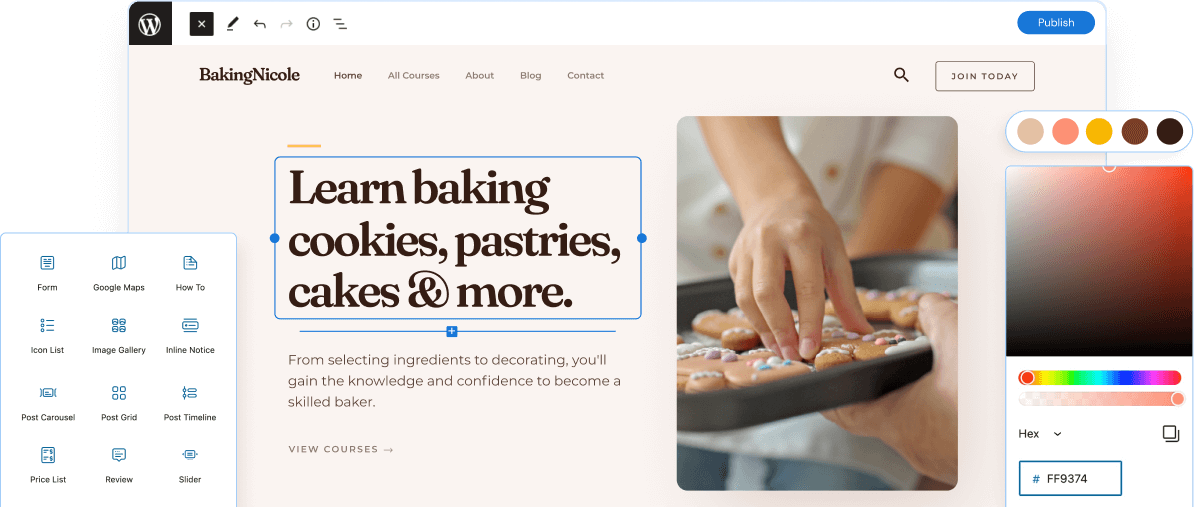 Publish
BakingNicole
Home
All Courses
About
Blog
Contact
JOIN TODAY
Learn baking
cookies, pastries,
cakes & more.
From selecting ingredients to decorating, you'll
gain the knowledge and confidence to become a
skilled baker.
VIEW COURSES →
Form
Google Maps
How To
Icon List
Image Gallery
Inline Notice
Post Carousel
Post Grid
Post Timeline
Price List
Review
Slider
Hex
# FF9374